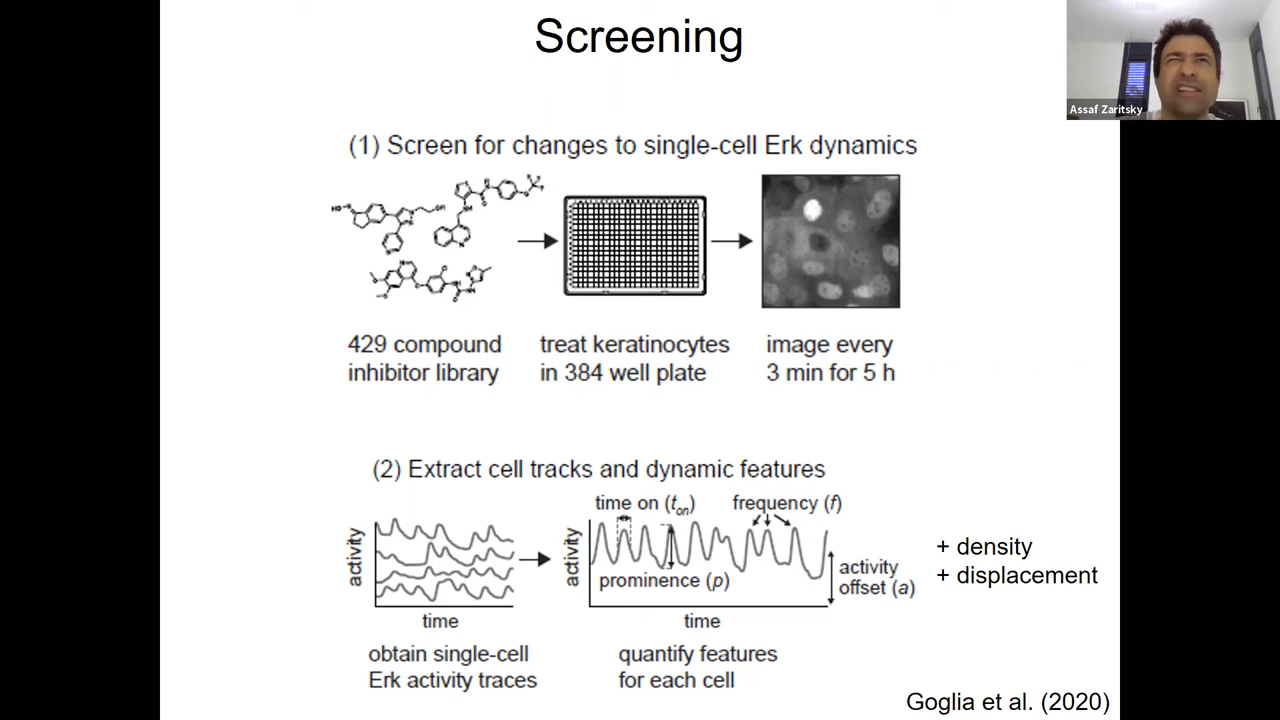 Screening
Assaf Zaritsky
(1) Screen for changes to single-cell Erk dynamics
429 compound
inhibitor library
treat keratinocytes
in 384 well plate
image every
3 min for 5 h
(2) Extract cell tracks and dynamic features
activity
time
obtain single-cell
Erk activity traces
time on (ton)
frequency (f)
activity
prominence (p)
activity
offset (a)
time
quantify features
for each cell
+ density
+ displacement
Goglia et al. (2020)